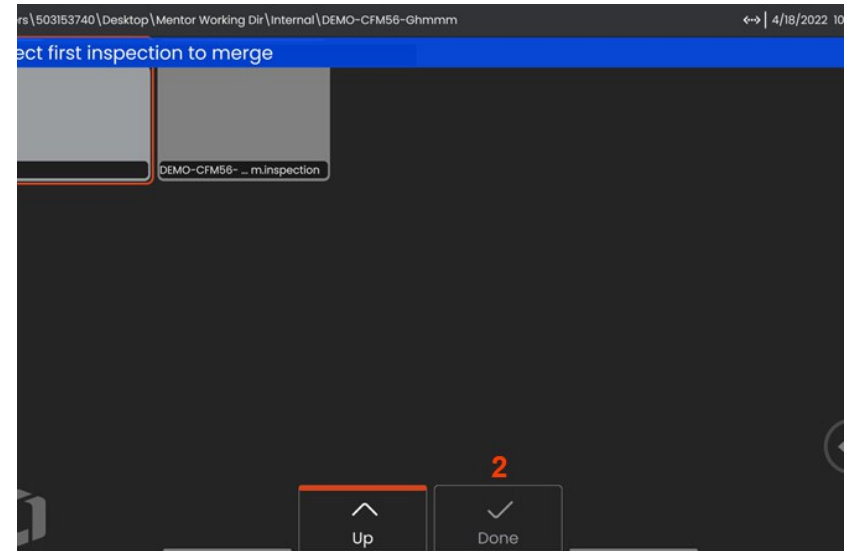 rs\503153740\Desktop\Mentor Working Dir\Internal\DEMO-CFM56-Ghmmm
4/18/2022 10
ect first inspection to merge
DEMO-CFM56- ... m.inspection
2
Up
Done